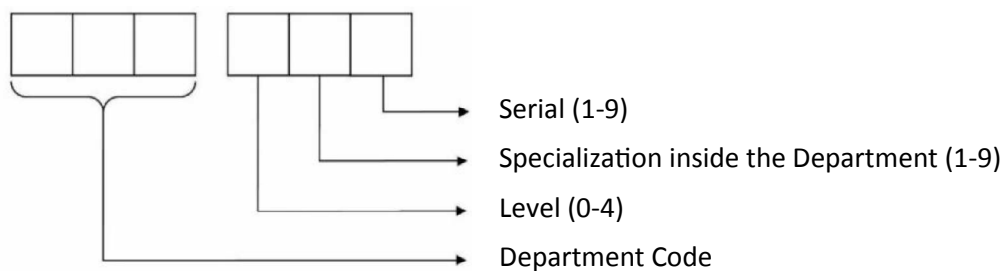 Serial (1-9)
Specialization inside the Department (1-9)
Level (0-4)
Department Code